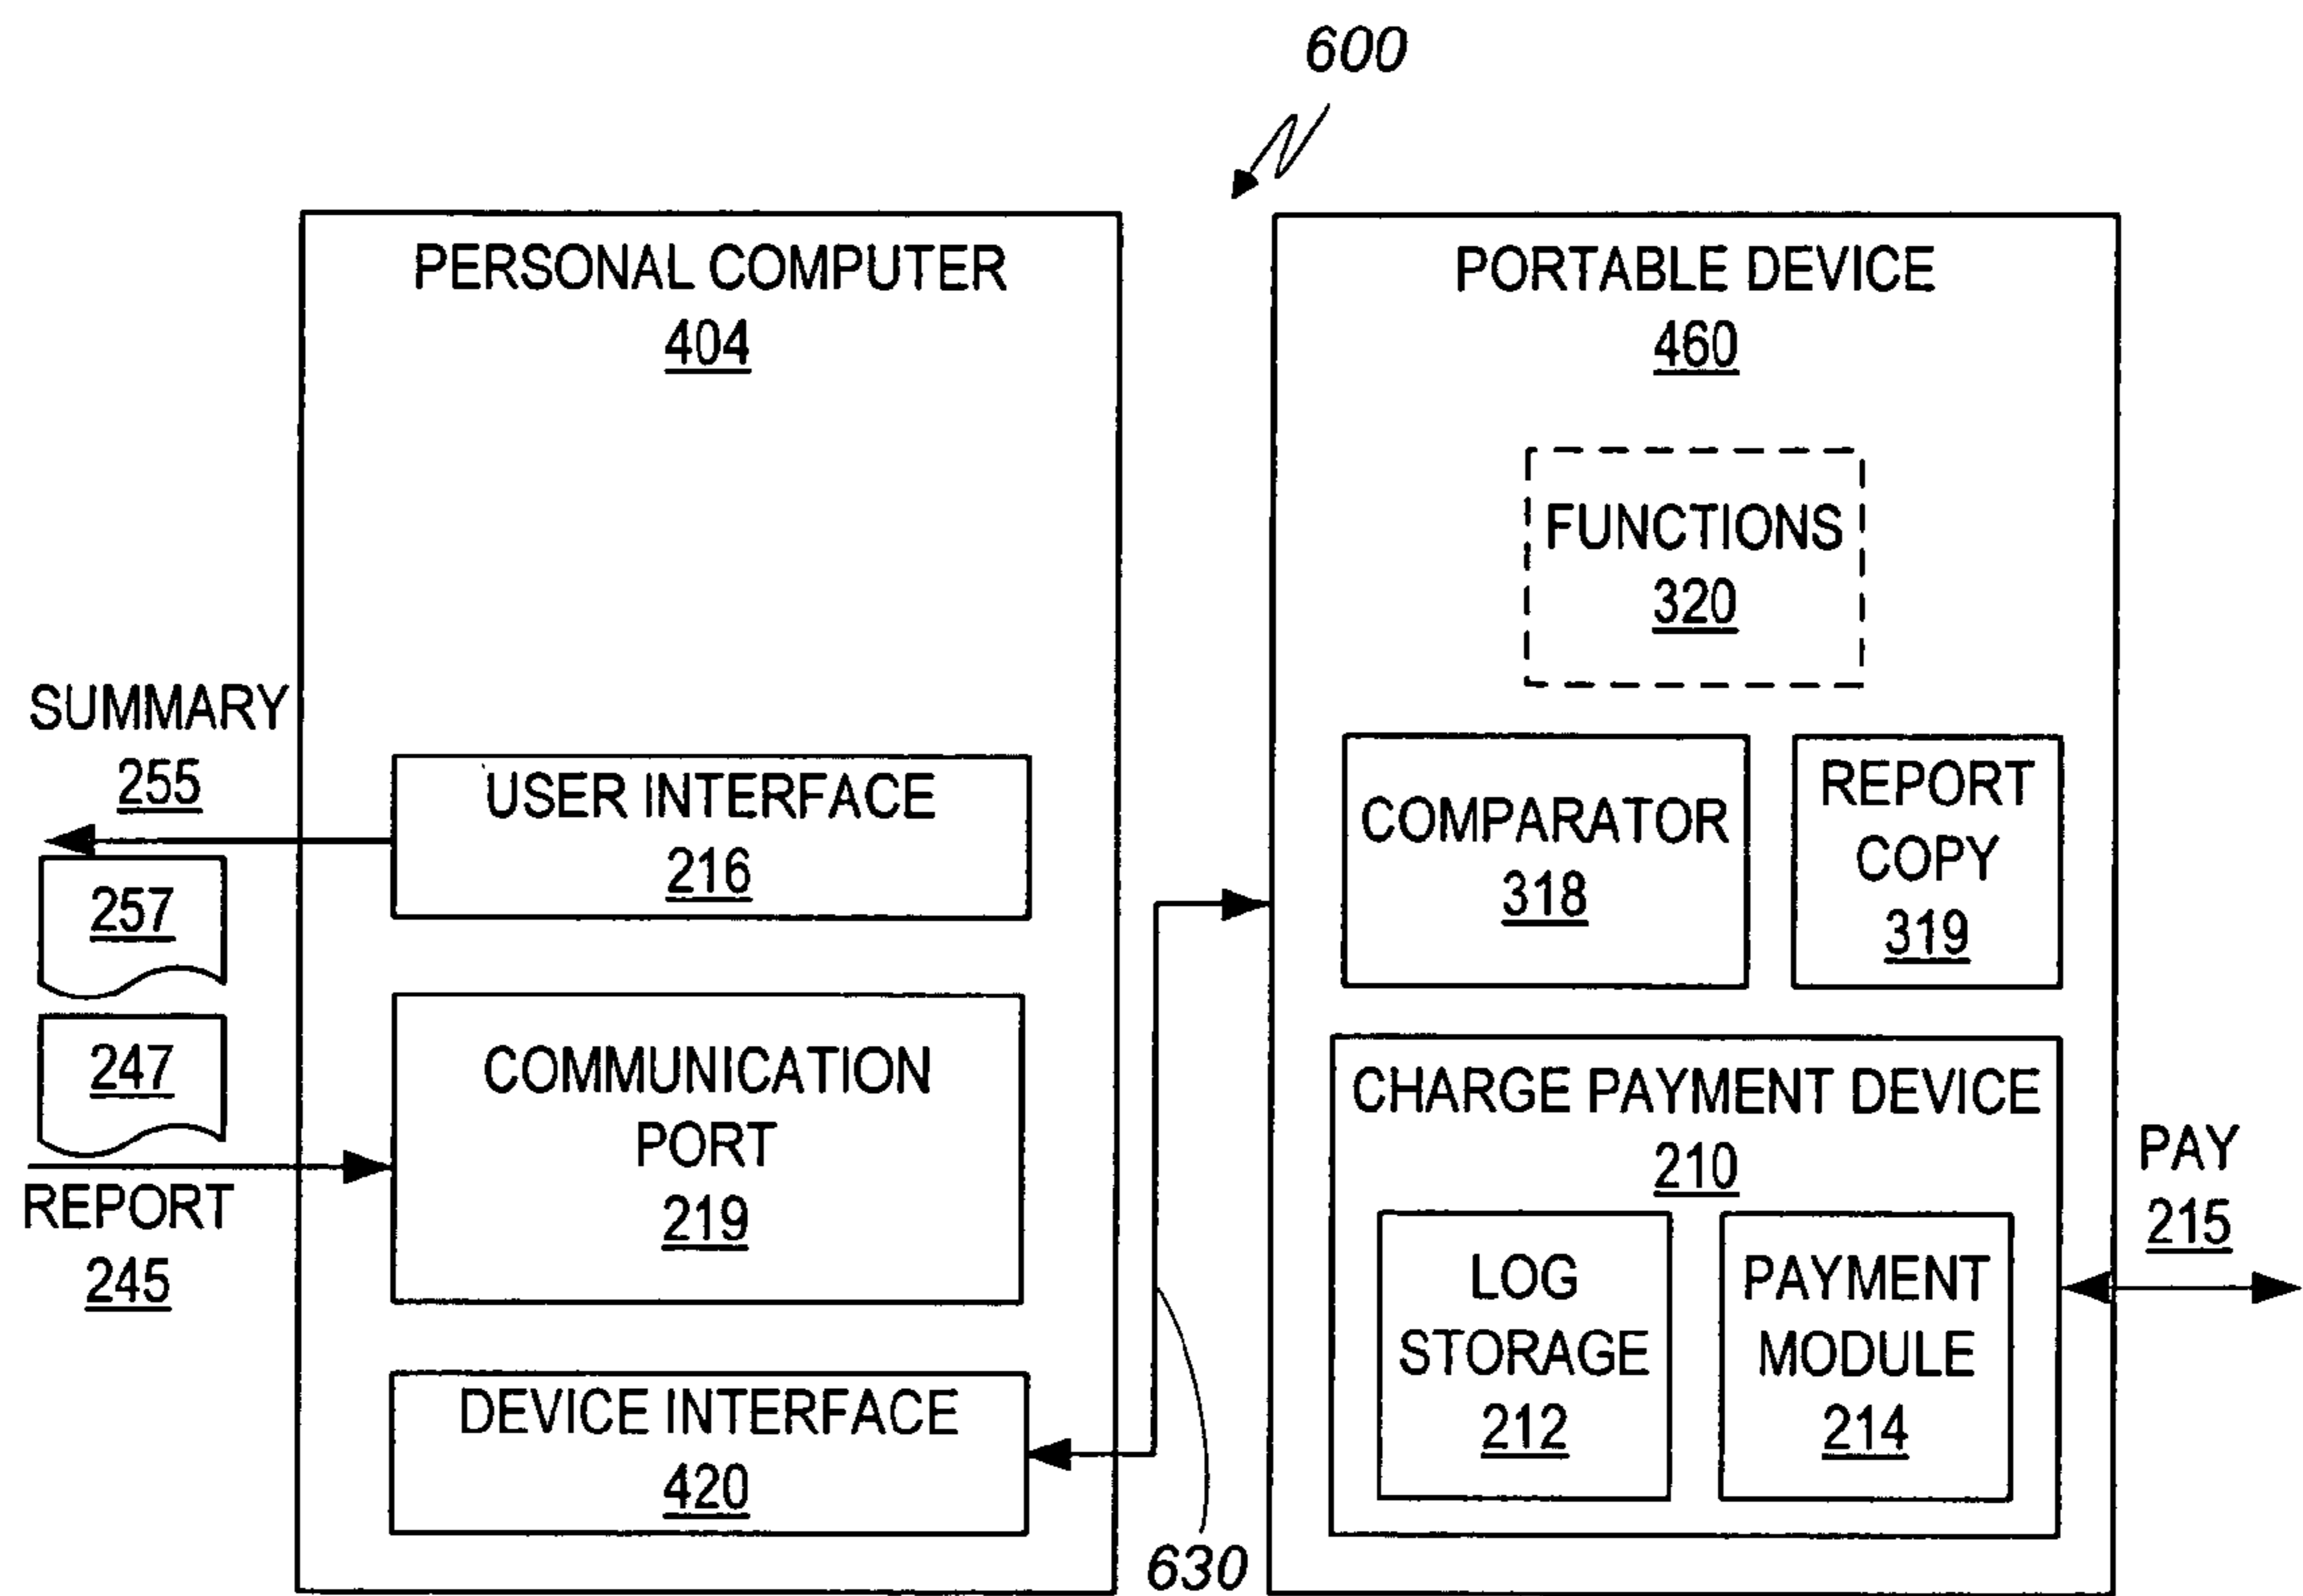 600
PERSONAL COMPUTER
404
PORTABLE DEVICE
460
FUNCTIONS
320
SUMMARY
255
257
247
REPORT
245
USER INTERFACE
216
COMMUNICATION
PORT
219
DEVICE INTERFACE
420
630
COMPARATOR
318
REPORT
COPY
319
CHARGE PAYMENT DEVICE
210
LOG
STORAGE
212
PAYMENT
MODULE
214
PAY
215